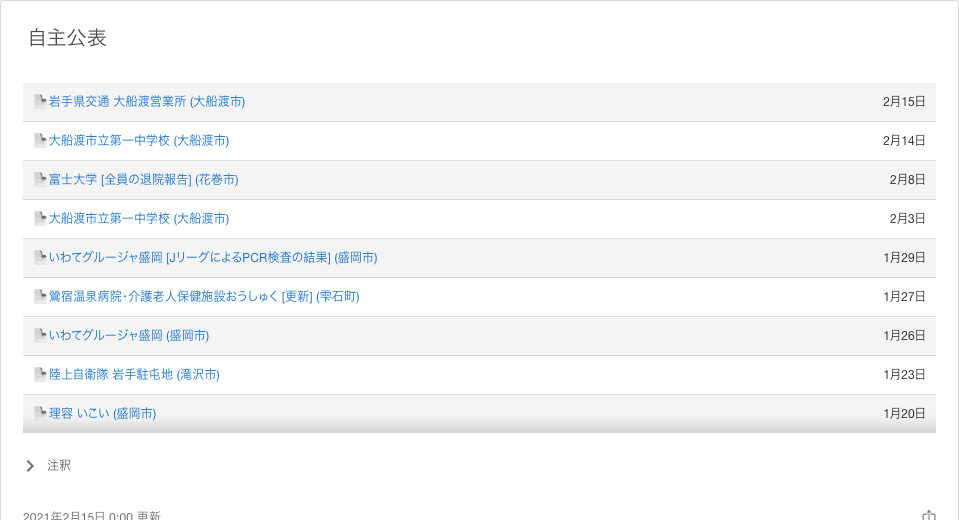 自主公表
岩手県交通 大船渡営業所 (大船渡市) 2月15日
大船渡市立第一中学校 (大船渡市) 2月14日
富士大学 [全員の退院報告] (花巻市) 2月8日
大船渡市立第一中学校 (大船渡市) 2月3日
いわてグルージャ盛岡 [JリーグによるPCR検査の結果] (盛岡市) 1月29日
鶯宿温泉病院・介護老人保健施設おうしゅく [更新] (雫石町) 1月27日
いわてグルージャ盛岡 (盛岡市) 1月26日
陸上自衛隊 岩手駐屯地 (滝沢市) 1月23日
理容 いこい (盛岡市) 1月20日
注釈
2021年2月15日 0:00 更新